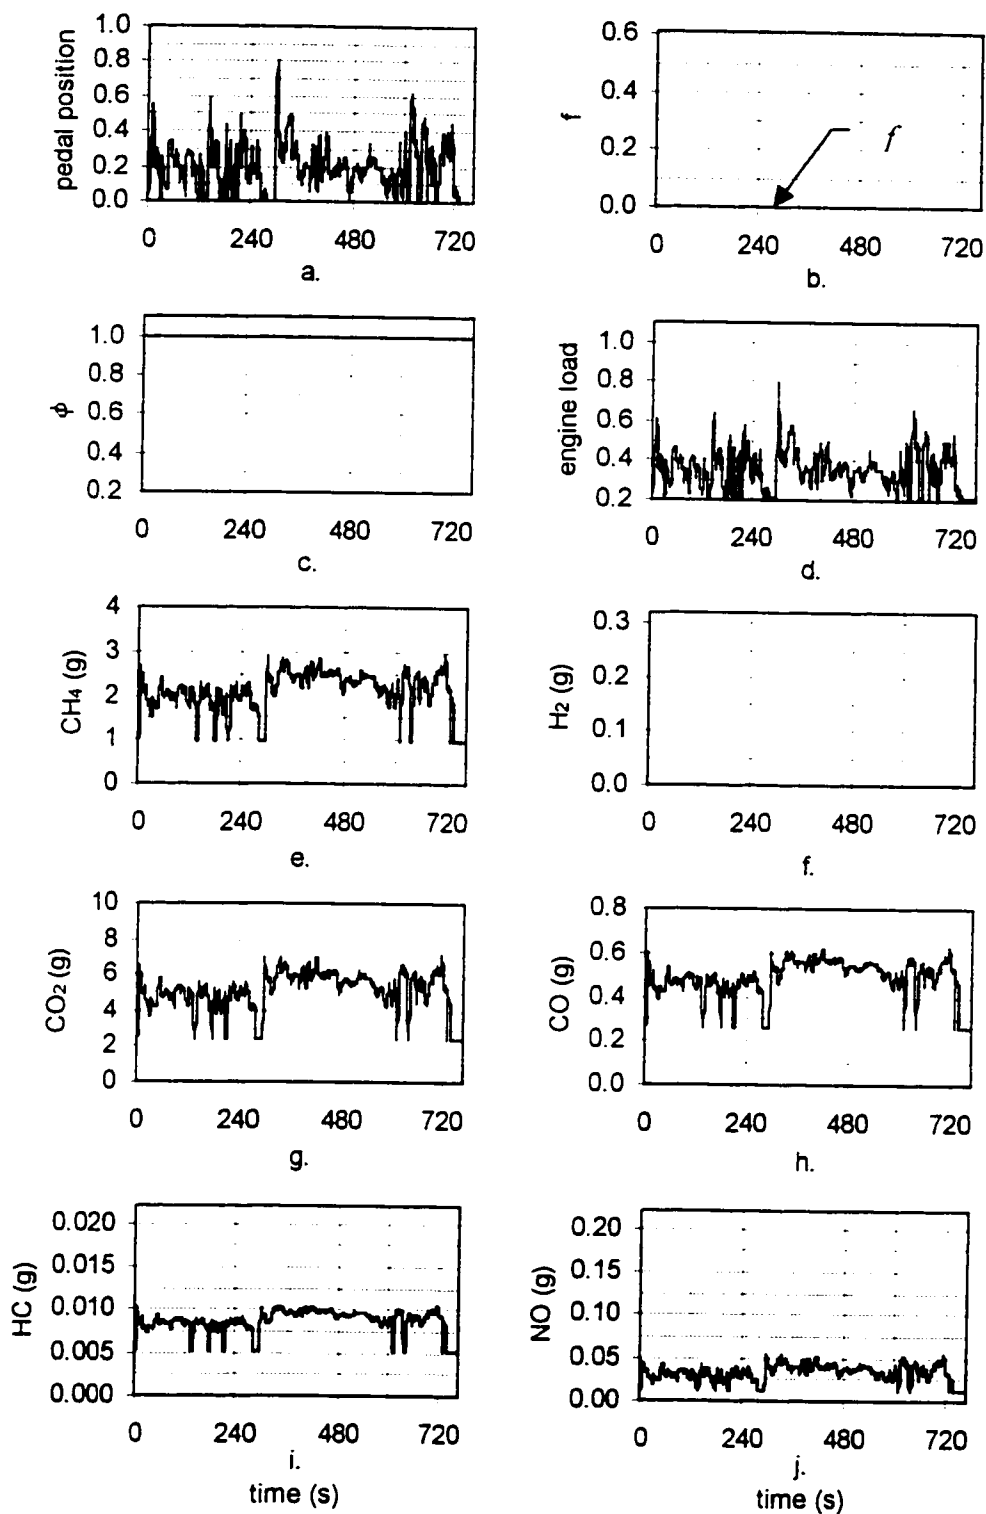 1.0
0.8
0.6
0.4
0.2
0.0
pedal position
0 240 480 720
a.
0.6
0.4
0.2
0.0
f
f
0 240 480 720
b.
1.0
0.8
0.6
0.4
0.2
ϕ
0 240 480 720
c.
1.0
0.8
0.6
0.4
0.2
engine load
0 240 480 720
d.
4
3
2
1
0
CH4 (g)
0 240 480 720
e.
0.3
0.2
0.1
0.0
H2 (g)
0 240 480 720
f.
10
8
6
4
2
0
CO2 (g)
0 240 480 720
g.
0.8
0.6
0.4
0.2
0.0
CO (g)
0 240 480 720
h.
0.020
0.015
0.010
0.005
0.000
HC (g)
0 240 480 720
i.
time (s)
0.20
0.15
0.10
0.05
0.00
NO (g)
0 240 480 720
j.
time (s)